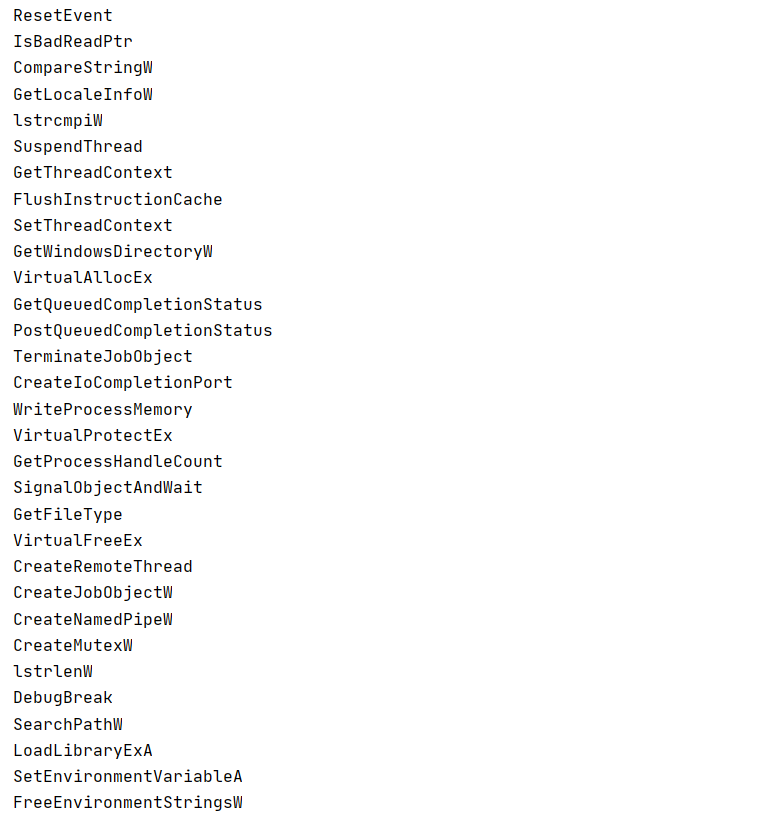 ResetEvent
IsBadReadPtr
CompareStringW
GetLocaleInfoW
lstrcmpiW
SuspendThread
GetThreadContext
FlushInstructionCache
SetThreadContext
GetWindowsDirectoryW
VirtualAllocEx
GetQueuedCompletionStatus
PostQueuedCompletionStatus
TerminateJobObject
CreateIoCompletionPort
WriteProcessMemory
VirtualProtectEx
GetProcessHandleCount
SignalObjectAndWait
GetFileType
VirtualFreeEx
CreateRemoteThread
CreateJobObjectW
CreateNamedPipeW
CreateMutexW
lstrlenW
DebugBreak
SearchPathW
LoadLibraryExA
SetEnvironmentVariableA
FreeEnvironmentStringsW